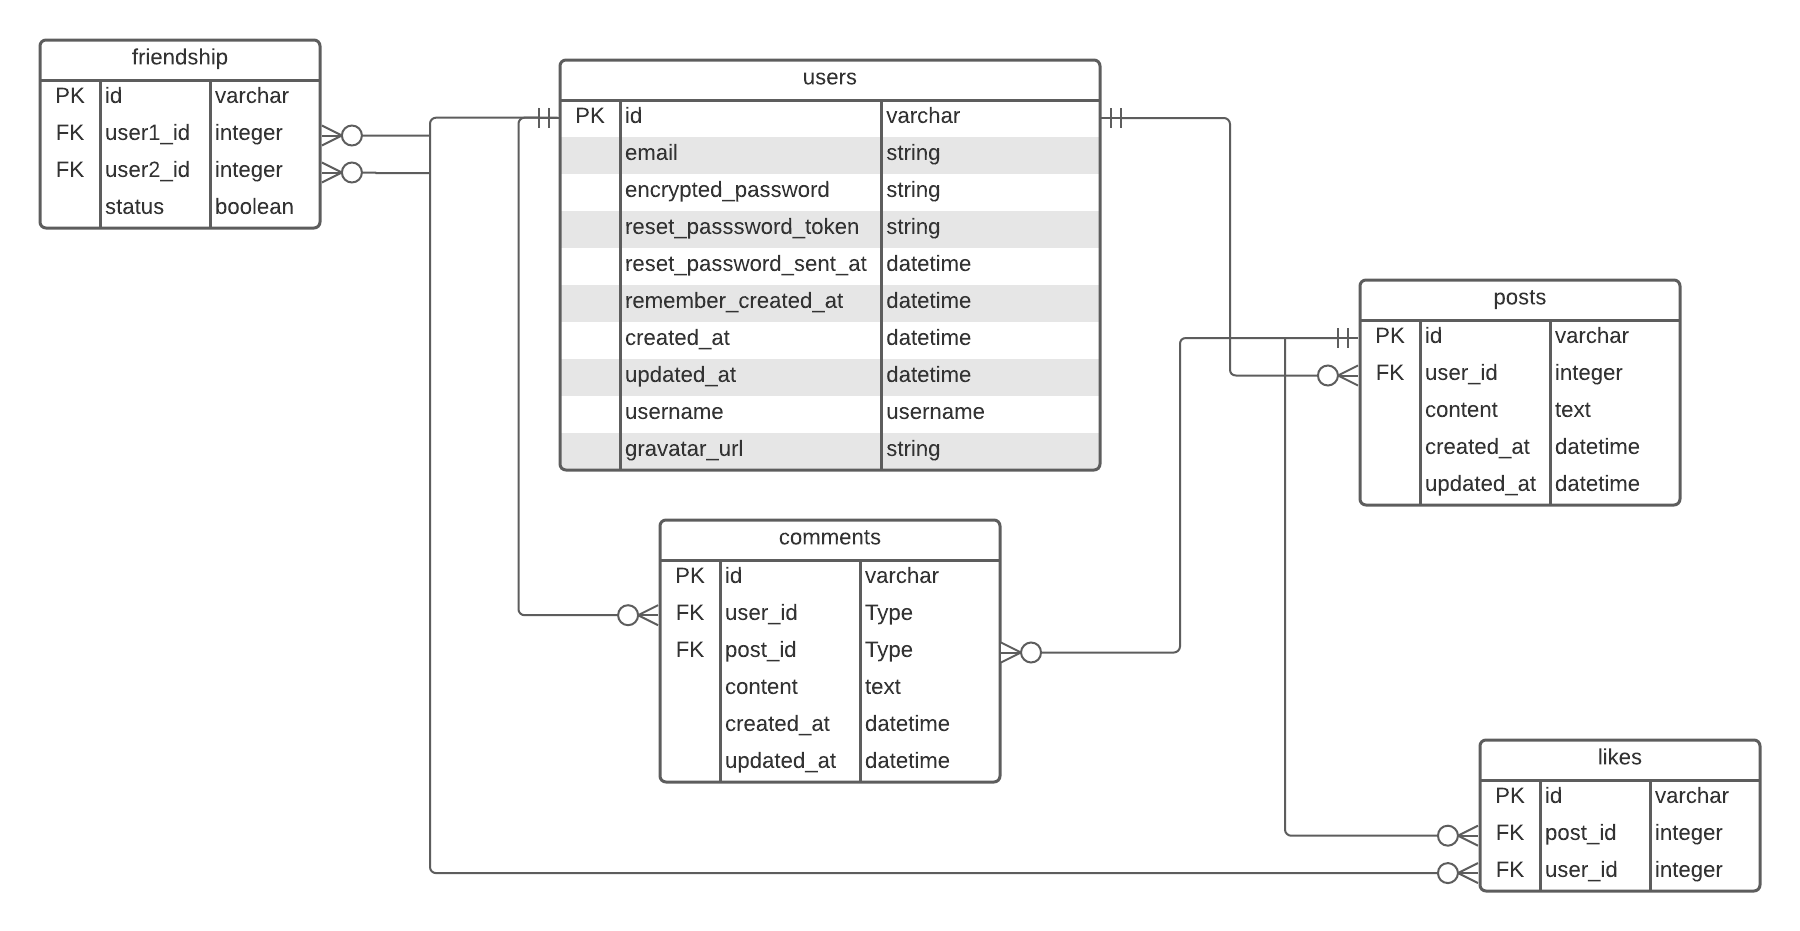 friendship
PK id varchar
FK user1_id integer
FK user2_id integer
status boolean
users
PK id varchar
email string
encrypted_password string
reset_passsword_token string
reset_password_sent_at datetime
remember_created_at datetime
created_at datetime
updated_at datetime
username username
gravatar_url string
posts
PK id varchar
FK user_id integer
content text
created_at datetime
updated_at datetime
comments
PK id varchar
FK user_id Type
FK post_id Type
content text
created_at datetime
updated_at datetime
likes
PK id varchar
FK post_id integer
FK user_id integer